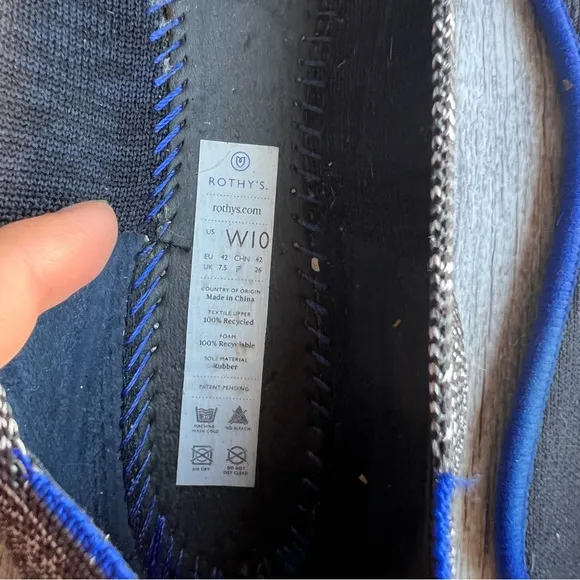 ROTHY'S
rothys.com
US W10
EU 42 CHN 42
UK 7.5 JP 26
COUNTRY OF ORIGIN
Made in China
TEXTILE UPPER
100% Recycled
FOAM
100% Recyclable
SOLE MATERIAL
Rubber
PATENT PENDING
MACHINE WASH COLD
NO BLEACH
AIR DRY
DO NOT DRY CLEAN